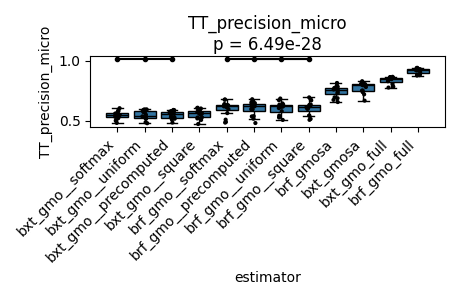 TT_precision_micro
p = 6.49e-28
TT_precision_micro
1.0
0.5
bxt_gmo__softmax
bxt_gmo__uniform
bxt_gmo__precomputed
bxt_gmo__square
brf_gmo__softmax
brf_gmo__precomputed
brf_gmo__uniform
brf_gmo__square
brf_gmosa
bxt_gmosa
bxt_gmo_full
brf_gmo_full
estimator